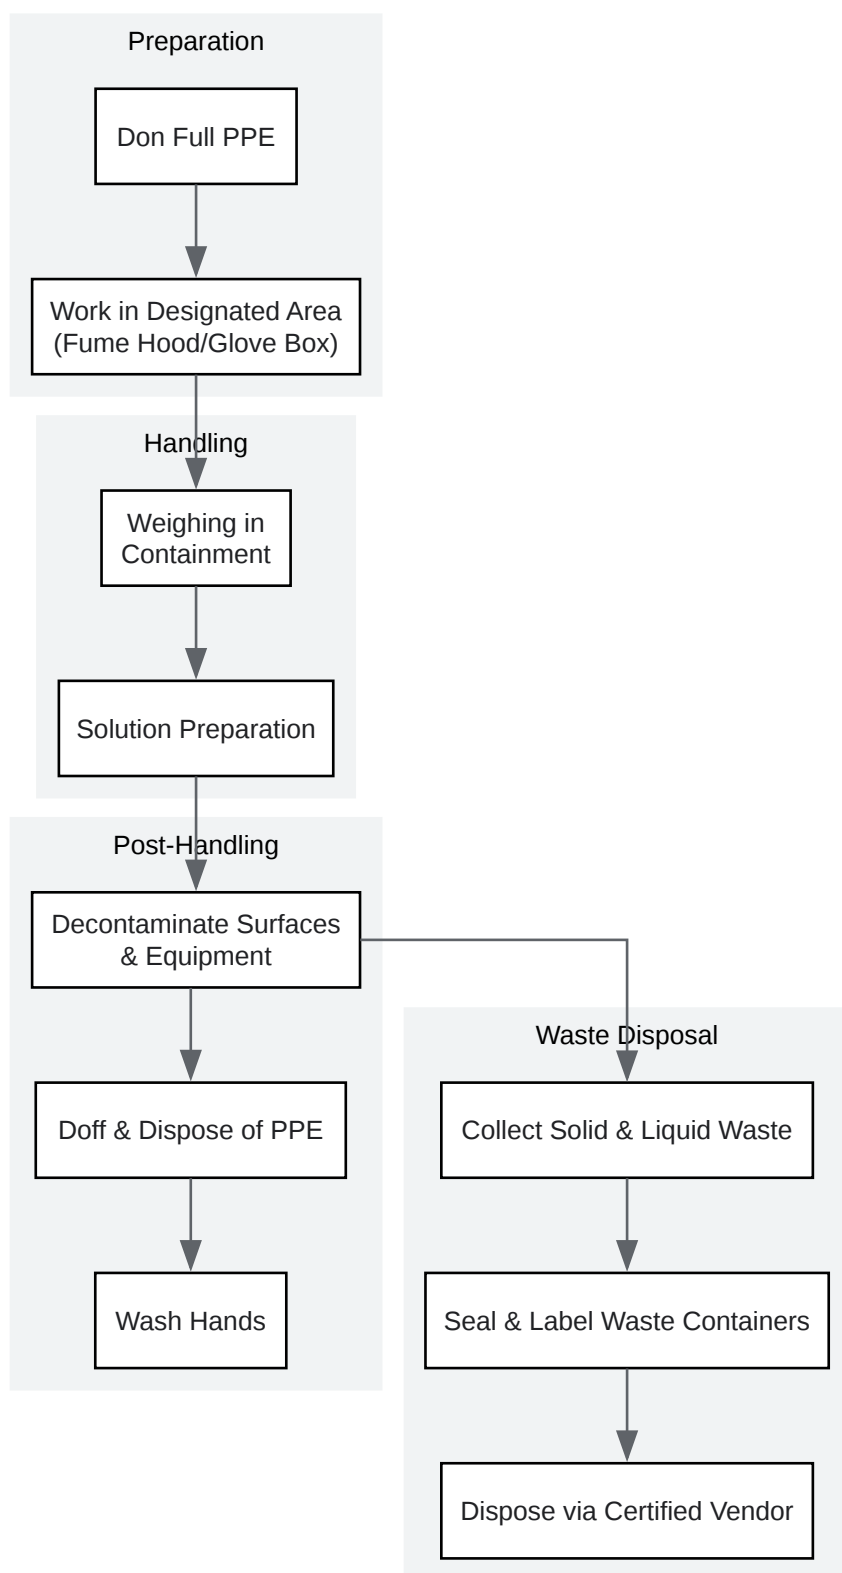 Preparation
Don Full PPE
Work in Designated Area
(Fume Hood/Glove Box)
Handling
Weighing in
Containment
Solution Preparation
Post-Handling
Decontaminate Surfaces
& Equipment
Doff & Dispose of PPE
Wash Hands
Waste Disposal
Collect Solid & Liquid Waste
Seal & Label Waste Containers
Dispose via Certified Vendor